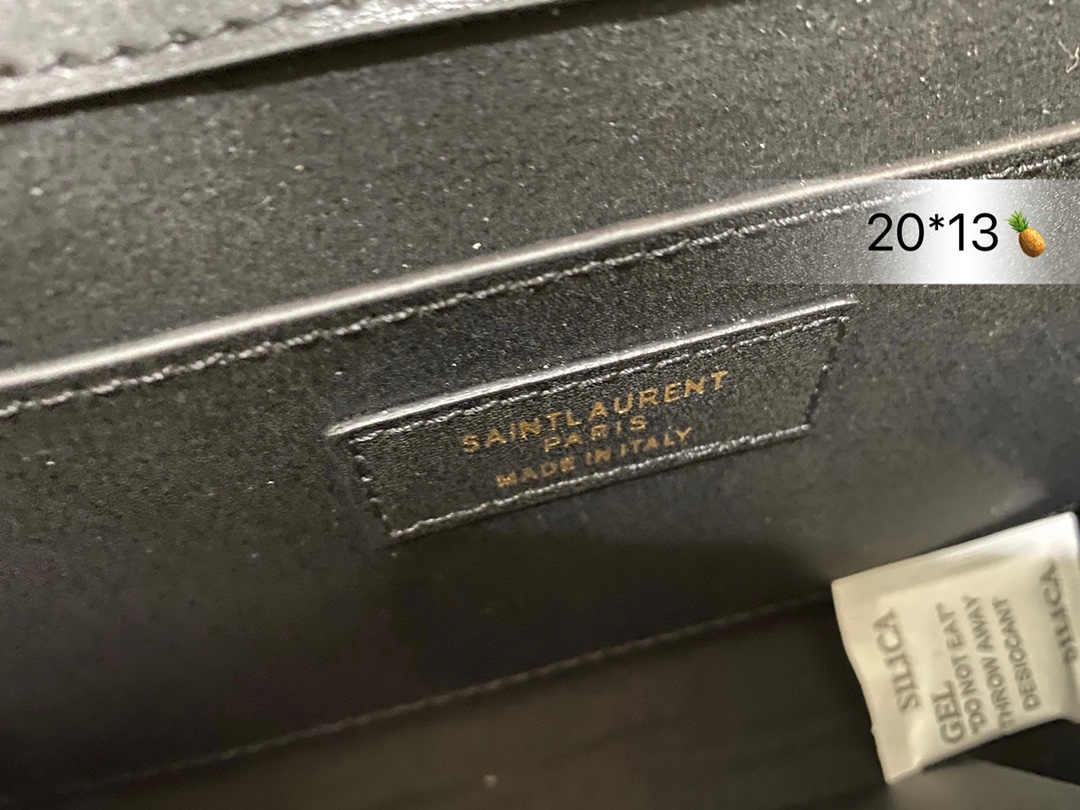 20*13🍍
SAINT LAURENT
PARIS
MADE IN ITALY
SILICA
GEL
"DO NOT EAT"
THROW AWAY
DESICCANT
SILICA